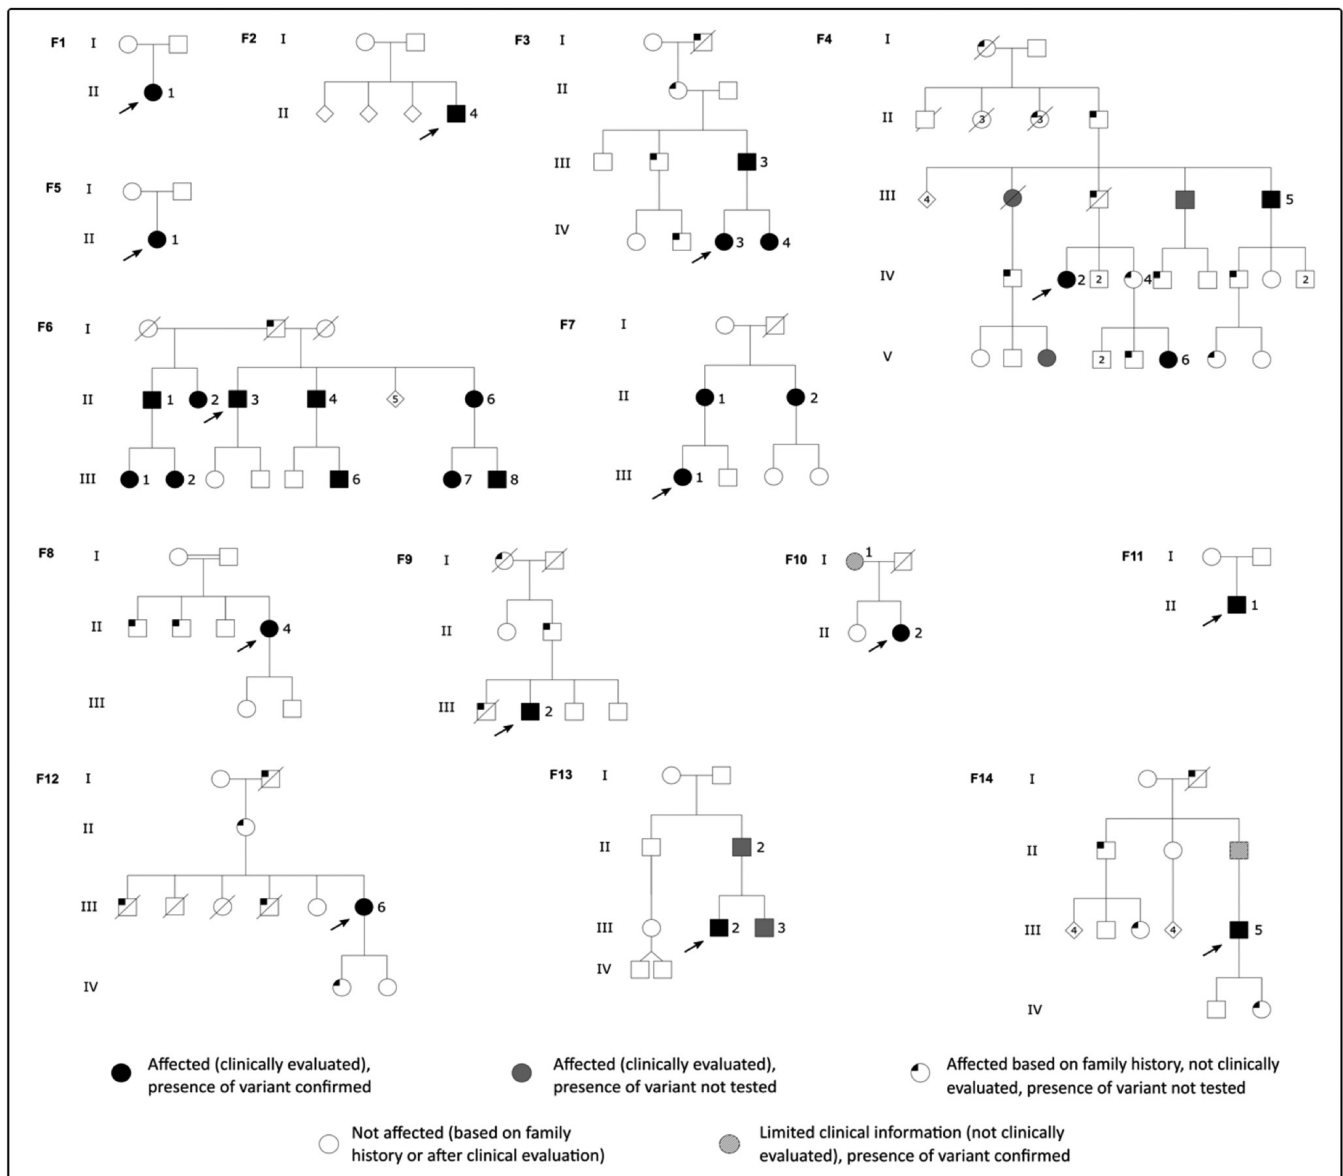 F1 I
II 1
F2 I
II 4
F3 I
II
III 3
IV 3 4
F4 I
II 3 3
III 4 5
IV 2 2 4 2
V 2 6
F5 I
II 1
F6 I
II 1 2 3 4 5 6
III 1 2 6 7 8
F7 I
II 1 2
III 1
F8 I
II 4
III
F9 I
II
III 2
F10 I 1
II 2
F11 I
II 1
F12 I
II
III 6
IV
F13 I
II 2
III 2 3
IV
F14 I
II
III 4 4 5
IV
Affected (clinically evaluated),
presence of variant confirmed
Affected (clinically evaluated),
presence of variant not tested
Affected based on family history, not clinically
evaluated, presence of variant not tested
Not affected (based on family
history or after clinical evaluation)
Limited clinical information (not clinically
evaluated), presence of variant confirmed